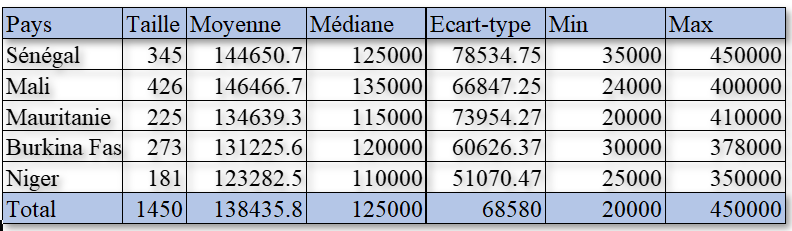 Pays Taille Moyenne Médiane Ecart-type Min Max
Sénégal 345 144650.7 125000 78534.75 35000 450000
Mali 426 146466.7 135000 66847.25 24000 400000
Mauritanie 225 134639.3 115000 73954.27 20000 410000
Burkina Fas 273 131225.6 120000 60626.37 30000 378000
Niger 181 123282.5 110000 51070.47 25000 350000
Total 1450 138435.8 125000 68580 20000 450000